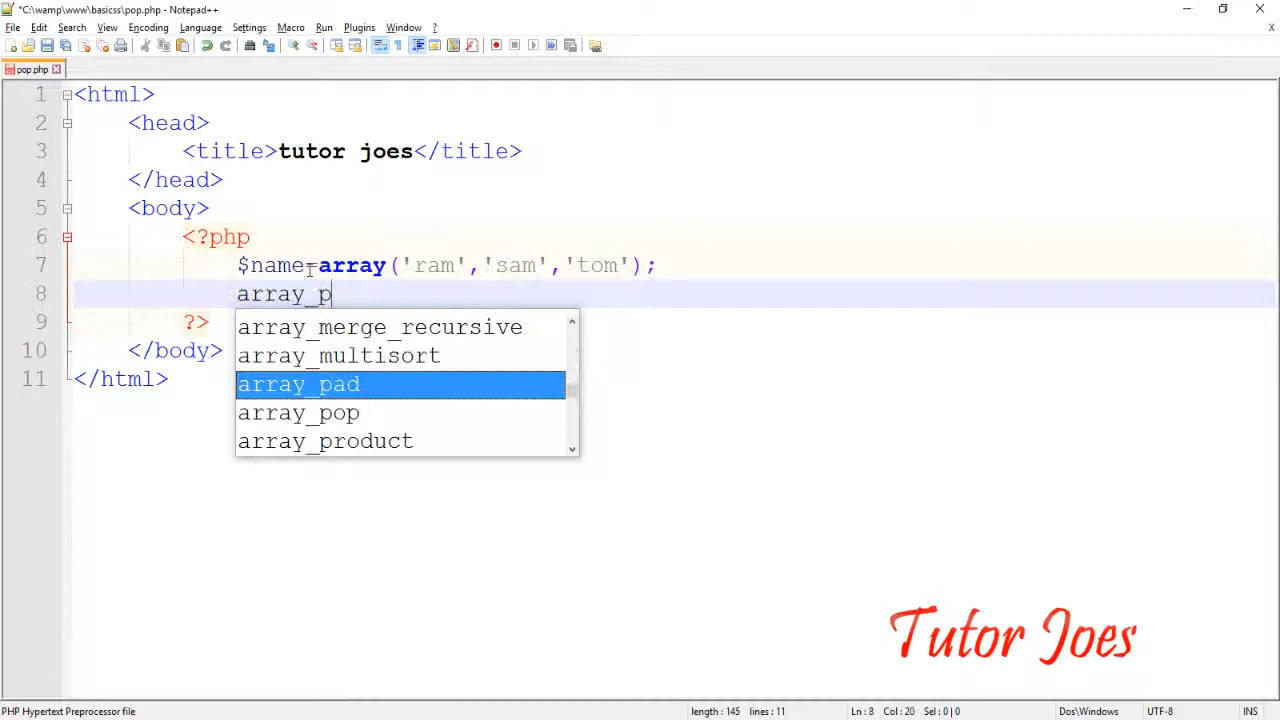 *C:\wamp\www\basicss\pop.php - Notepad++
File Edit Search View Encoding Language Settings Macro Run Plugins Window ?
X
pop.php
1 <html>
2 <head>
3 <title>tutor joes</title>
4 </head>
5 <body>
6 <?php
7 $name=array('ram','sam','tom');
8 array_p
array_merge_recursive
array_multisort
array_pad
array_pop
array_product
9 ?>
10 </body>
11 </html>
Tutor Joes
PHP Hypertext Preprocessor file length : 145 lines : 11 Ln : 8 Col : 20 Sel : 0 | 0 Dos\Windows UTF-8 INS